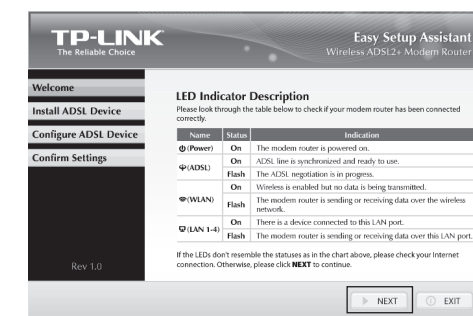 TP-LINK
The Reliable Choice
Easy Setup Assistant
Wireless ADSL2+ Modem Router
Welcome
Install ADSL Device
Configure ADSL Device
Confirm Settings
Rev 1.0
LED Indicator Description
Please look through the table below to check if your modem router has been connected
correctly.
Name Status Indication
(Power) On The modem router is powered on.
(ADSL) On ADSL line is synchronized and ready to use.
Flash The ADSL negotiation is in progress.
(WLAN) On Wireless is enabled but no data is being transmitted.
Flash The modem router is sending or receiving data over the wireless
network.
(LAN 1-4) On There is a device connected to this LAN port.
Flash The modem router is sending or receiving data over this LAN port.
If the LEDs don't resemble the statuses as in the chart above, please check your Internet
connection. Otherwise, please click NEXT to continue.
NEXT
EXIT